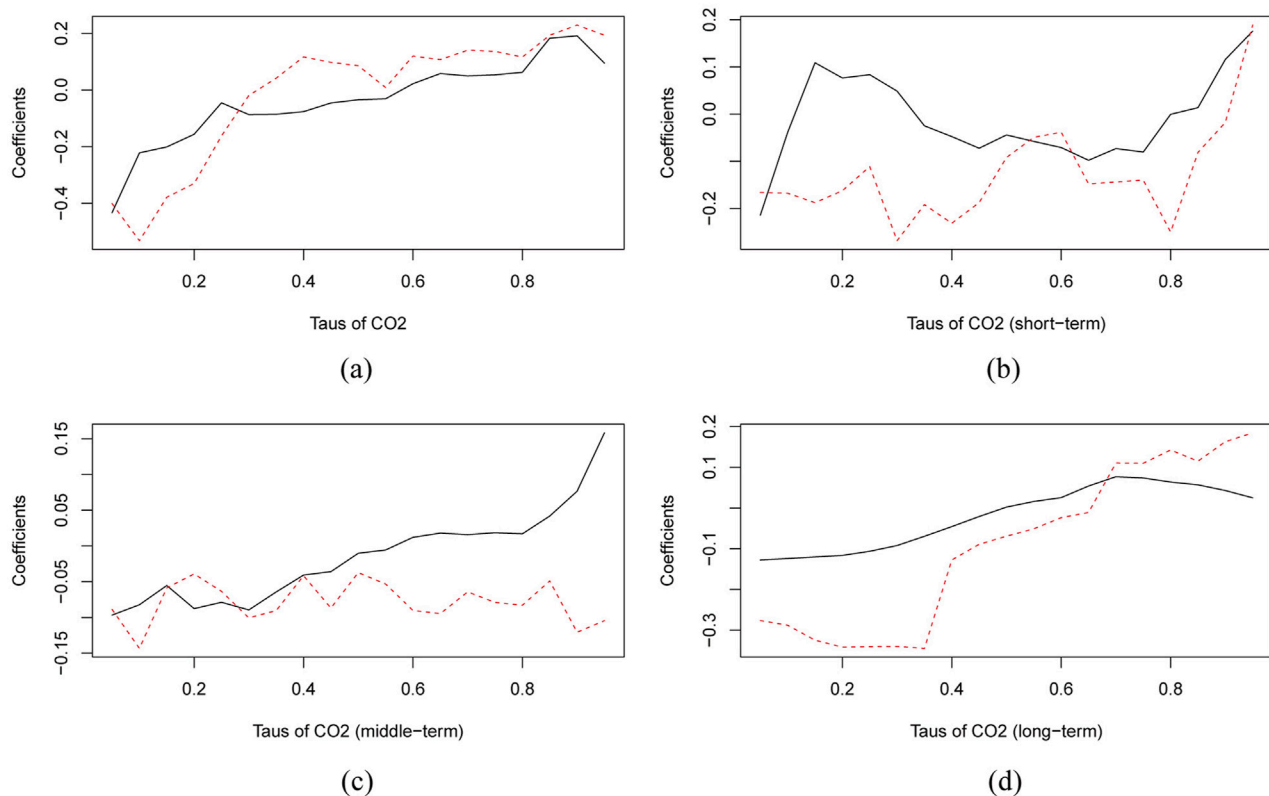 0.2
0.0
−0.2
−0.4
Coefficients
0.2 0.4 0.6 0.8
Taus of CO2
(a)
0.2
0.1
0.0
−0.2
Coefficients
0.2 0.4 0.6 0.8
Taus of CO2 (short−term)
(b)
0.15
0.05
−0.05
−0.15
Coefficients
0.2 0.4 0.6 0.8
Taus of CO2 (middle−term)
(c)
0.2
0.1
−0.1
−0.3
Coefficients
0.2 0.4 0.6 0.8
Taus of CO2 (long−term)
(d)